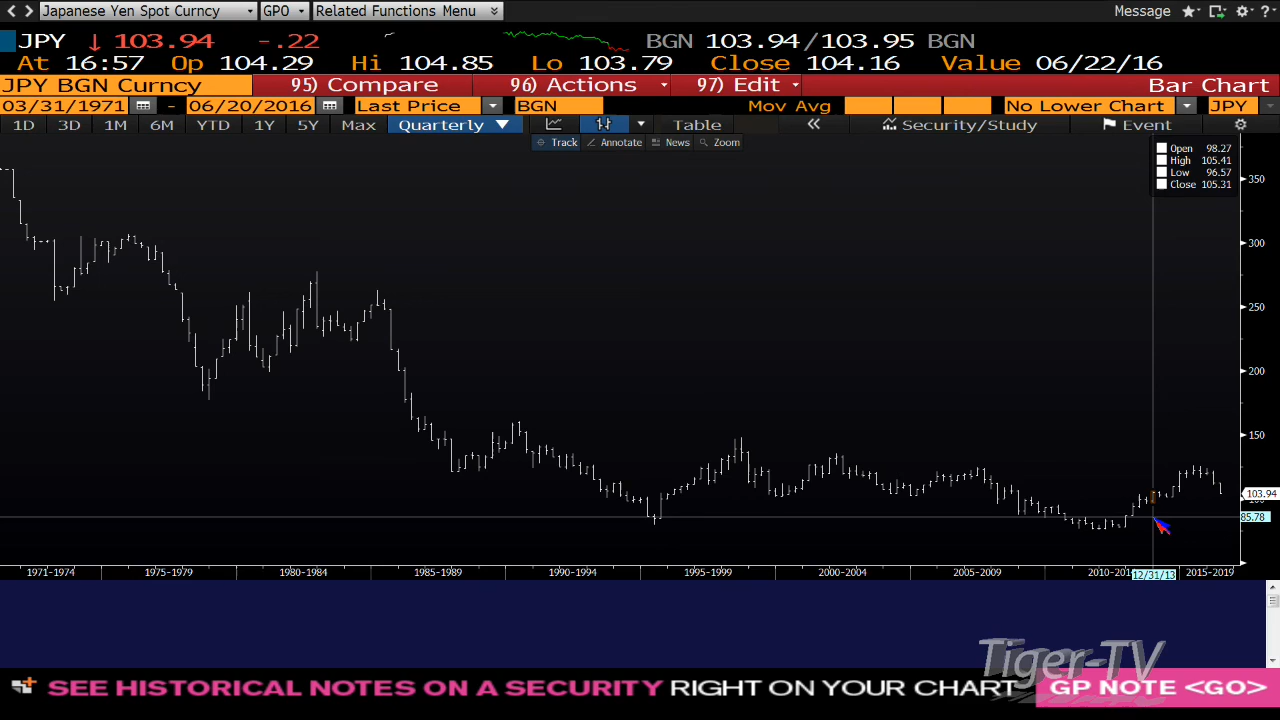 Japanese Yen Spot Curncy GPO Related Functions Menu Message ?
JPY ↓ 103.94 -.22 BGN 103.94/103.95 BGN
At 16:57 Op 104.29 Hi 104.85 Lo 103.79 Close 104.16 Value 06/22/16
JPY BGN Curncy 95) Compare 96) Actions 97) Edit Bar Chart
03/31/1971 - 06/20/2016 Last Price BGN Mov Avg No Lower Chart JPY
1D 3D 1M 6M YTD 1Y 5Y Max Quarterly Table Security/Study Event
Track Annotate News Zoom
Open 98.27
High 105.41
Low 96.57
Close 105.31
350
300
250
200
150
103.94
85.78
1971-1974 1975-1979 1980-1984 1985-1989 1990-1994 1995-1999 2000-2004 2005-2009 2015-2019
12/31/13
Tiger-TV
SEE HISTORICAL NOTES ON A SECURITY RIGHT ON YOUR CHART GP NOTE <GO>